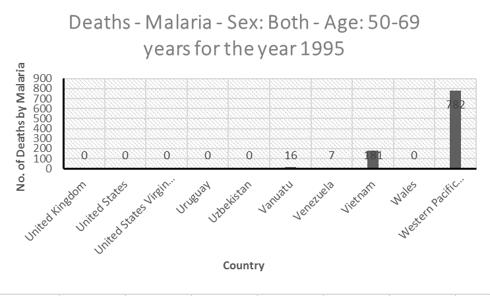 Deaths - Malaria - Sex: Both - Age: 50-69
years for the year 1995
No. of Deaths by Malaria
900
800
700
600
500
400
300
200
100
0
0
0
0
0
0
16
7
181
0
782
United Kingdom
United States
United States Virgin...
Uruguay
Uzbekistan
Vanuatu
Venezuela
Vietnam
Wales
Western Pacific...
Country